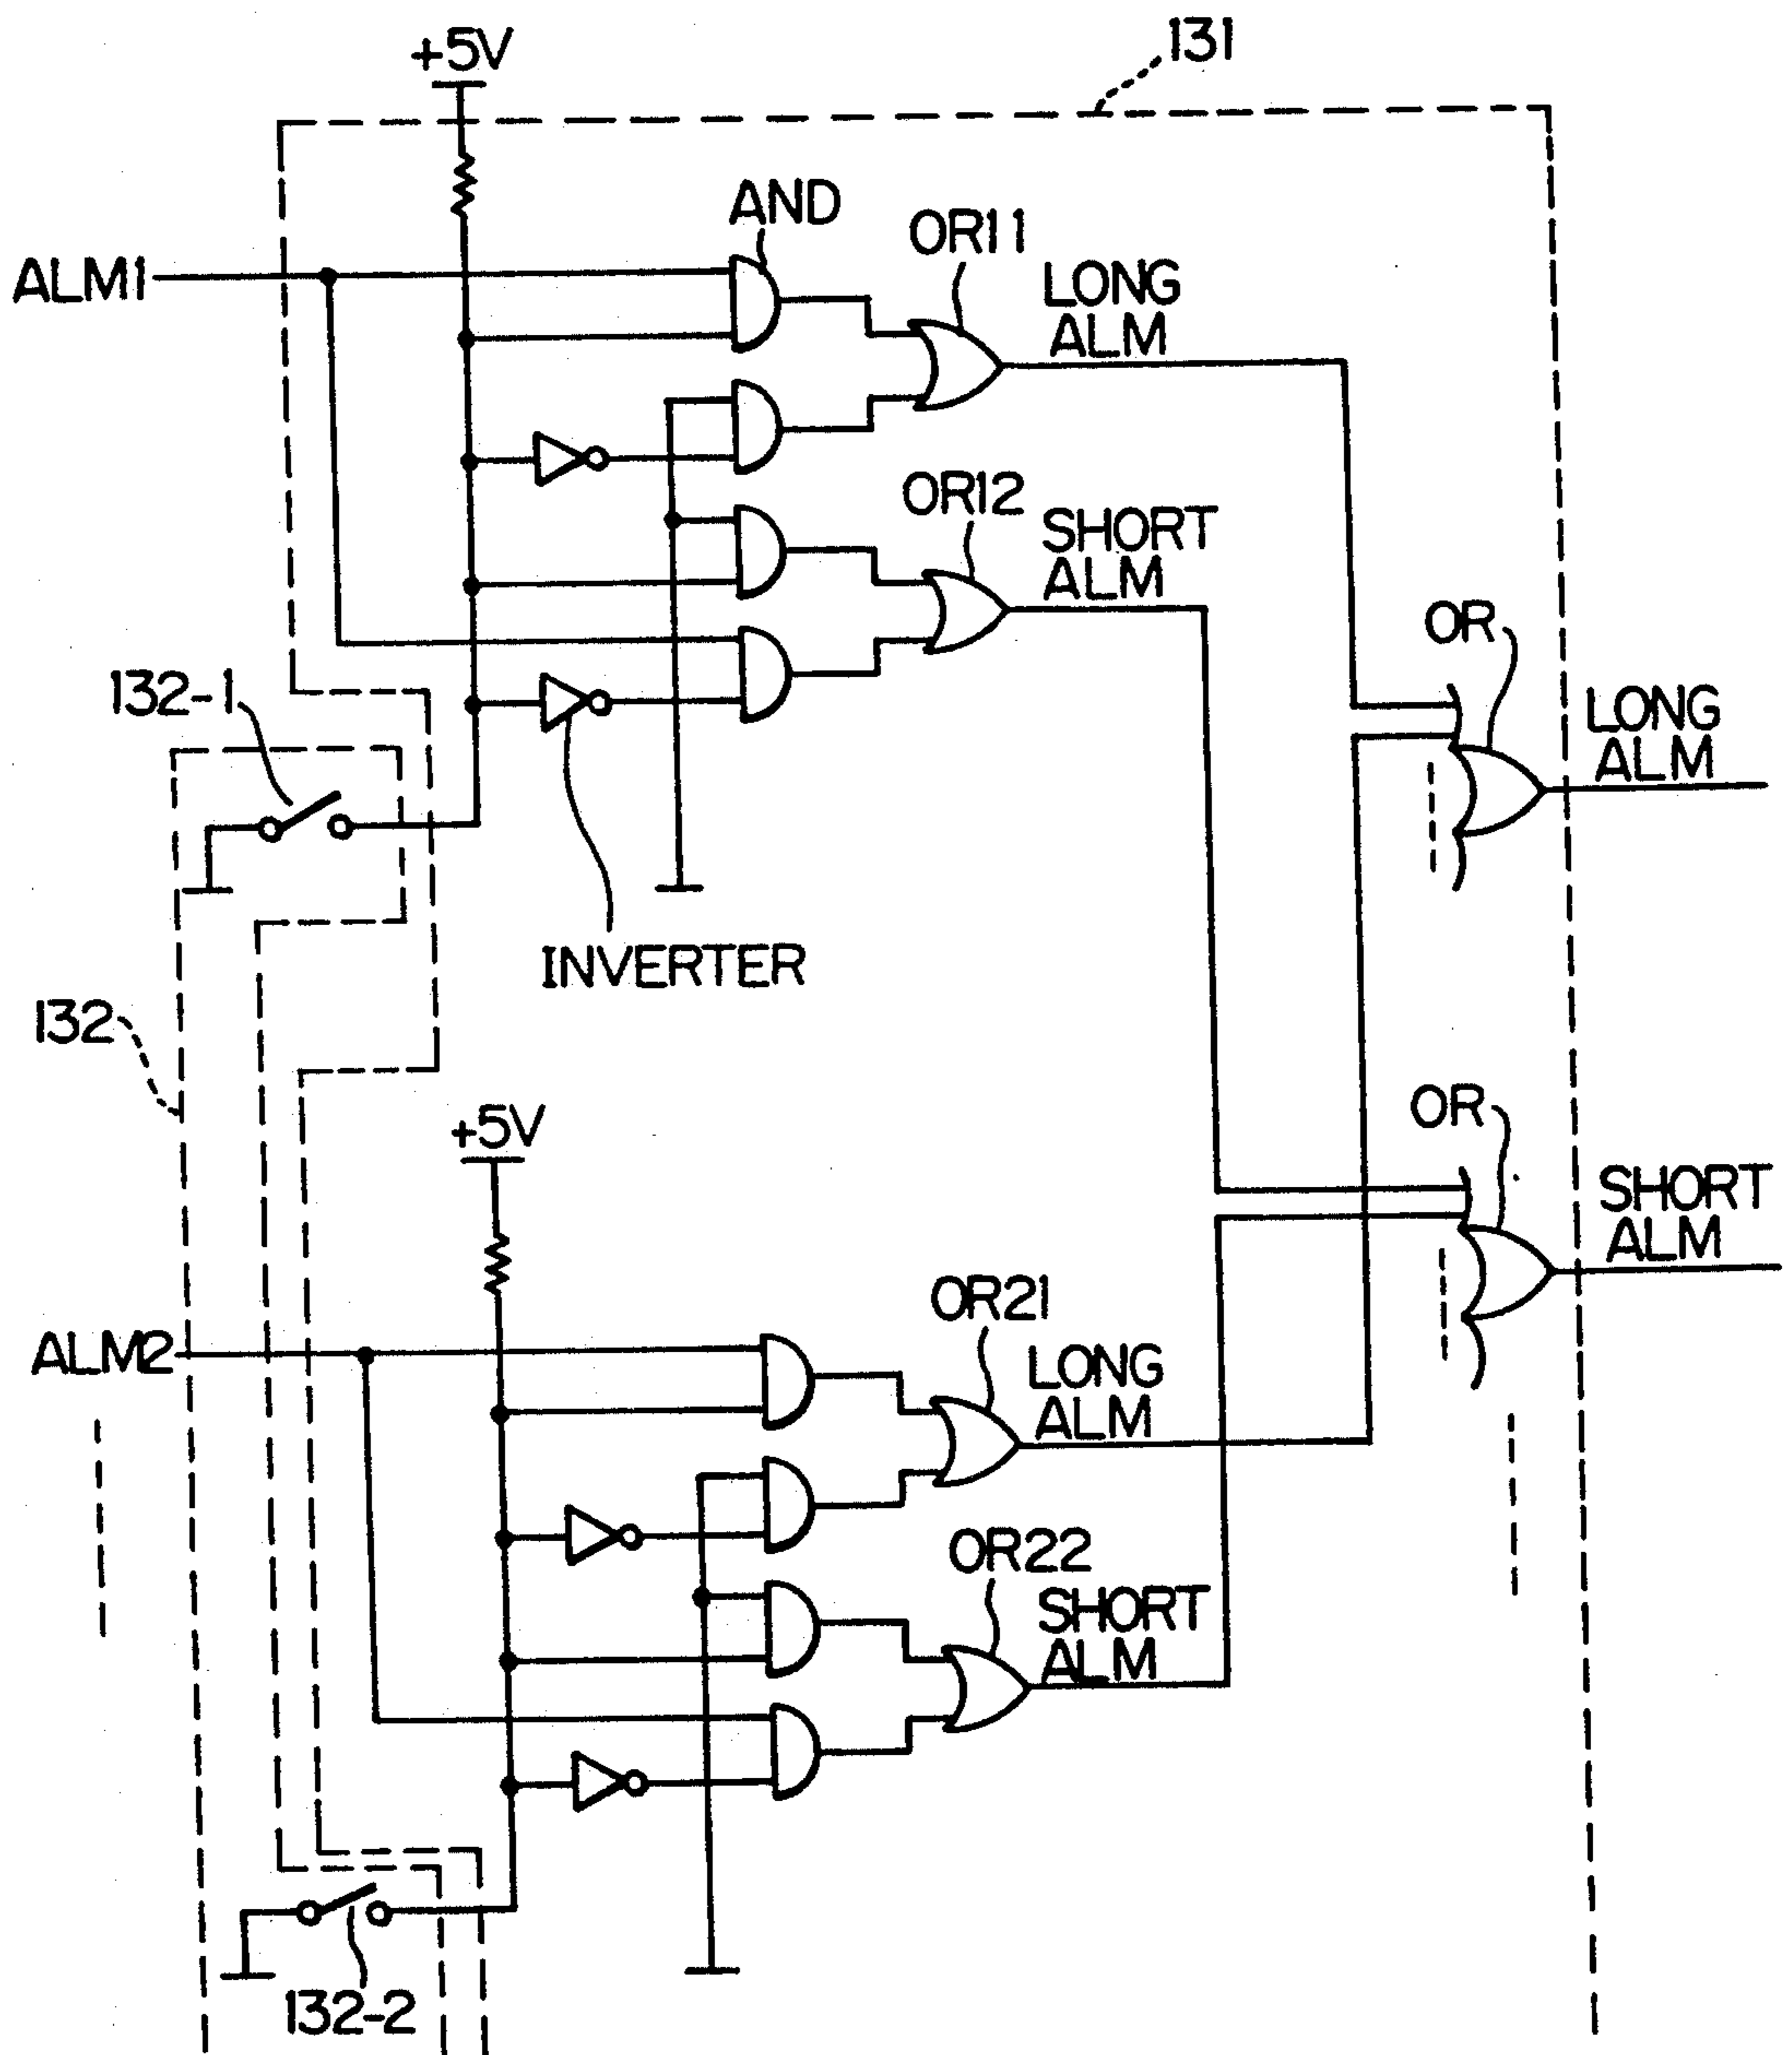 131
+5V
AND
OR11
ALM1
LONG
ALM
OR12
SHORT
ALM
OR
132-1
LONG
ALM
INVERTER
132
+5V
OR
SHORT
ALM
OR21
ALM2
LONG
ALM
OR22
SHORT
ALM
132-2